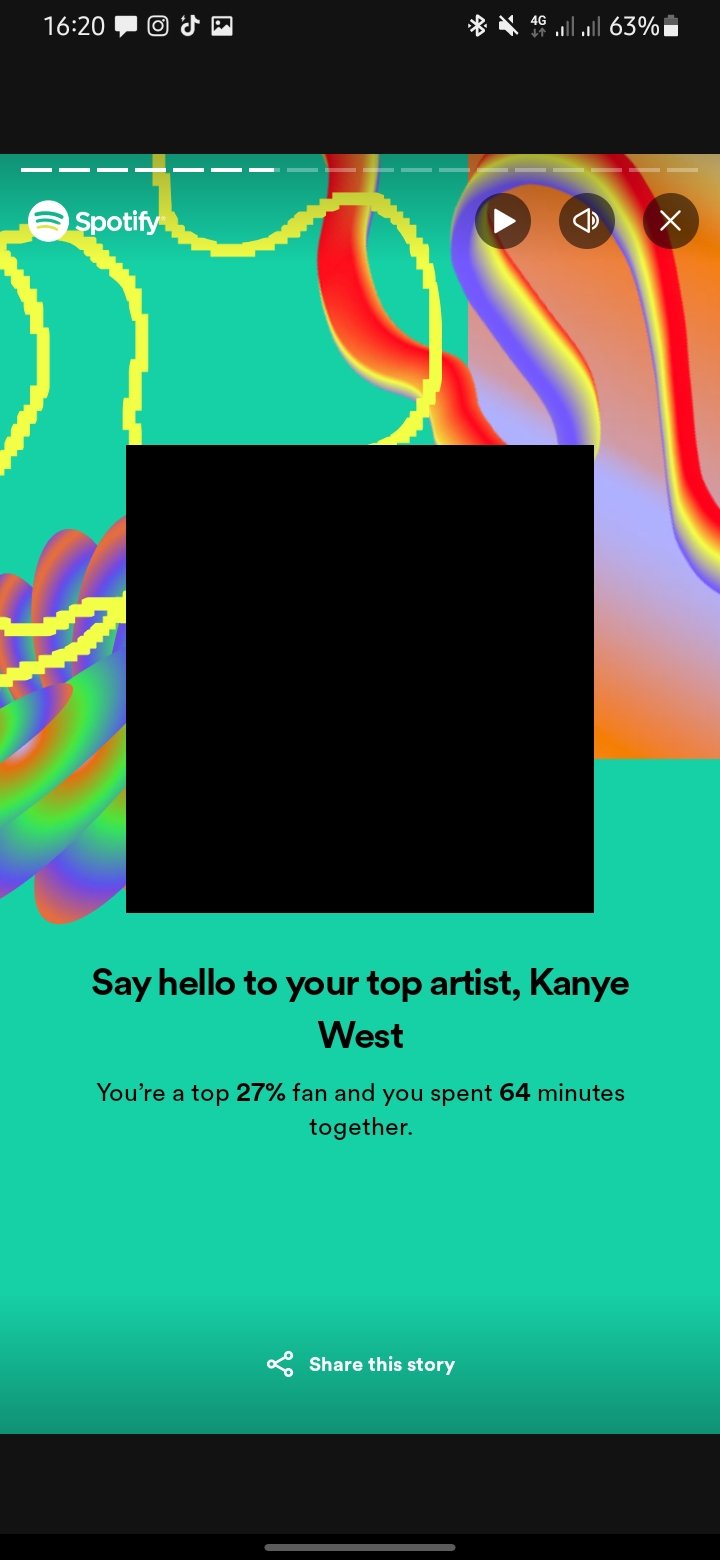 16:20 4G 63%
Spotify
Say hello to your top artist, Kanye
West
You’re a top 27% fan and you spent 64 minutes
together.
Share this story